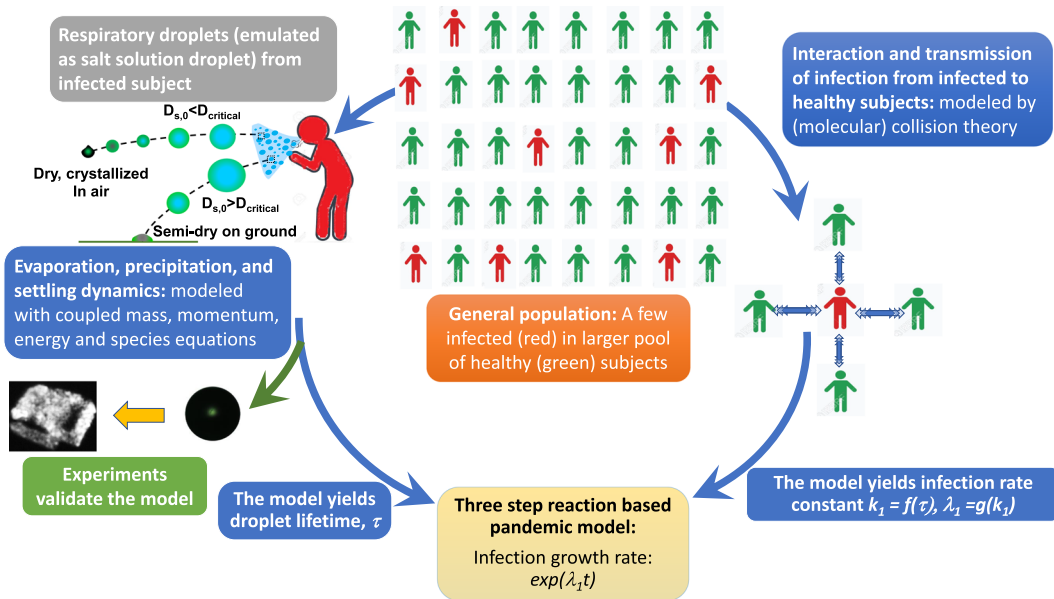 Respiratory droplets (emulated
as salt solution droplet) from
infected subject
D_s,0<D_critical
Dry, crystallized
In air
D_s,0>D_critical
Semi-dry on ground
Evaporation, precipitation, and
settling dynamics: modeled
with coupled mass, momentum,
energy and species equations
Experiments
validate the model
The model yields
droplet lifetime, τ
General population: A few
infected (red) in larger pool
of healthy (green) subjects
Interaction and transmission
of infection from infected to
healthy subjects: modeled by
(molecular) collision theory
The model yields infection rate
constant k₁ = f(τ), λ₁ =g(k₁)
Three step reaction based
pandemic model:
Infection growth rate:
exp(λ₁t)